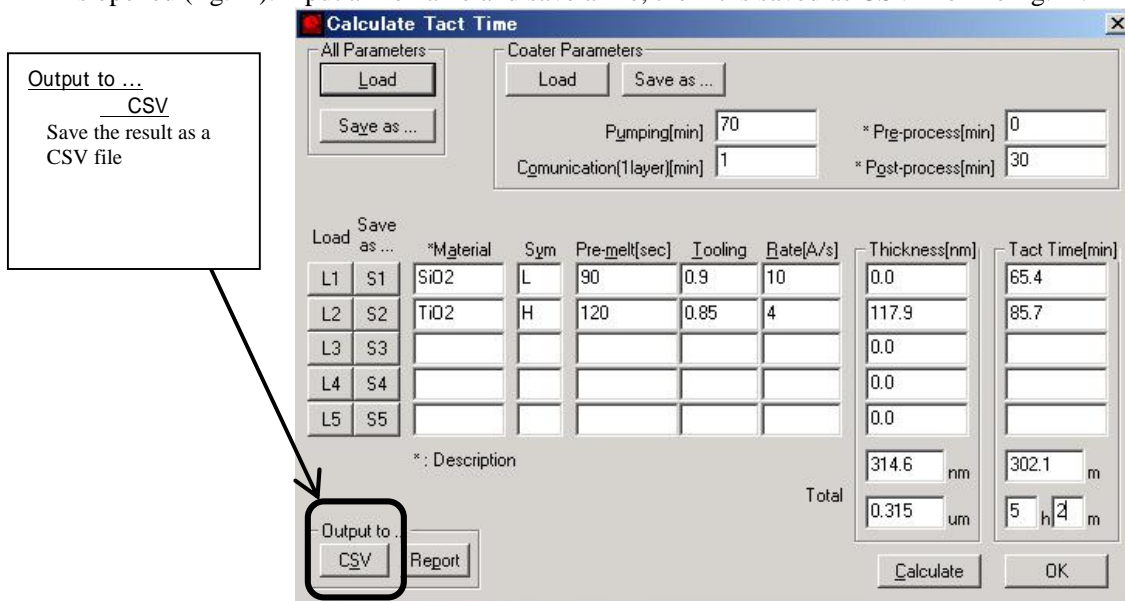 Calculate Tact Time
Output to …
CSV
Save the result as a
CSV file
All Parameters
Load
Save as ...
Coater Parameters
Load Save as ...
Pumping[min] 70 * Pre-process[min] 0
Comunication(1layer)[min] 1 * Post-process[min] 30
Load Save as ... *Material Sym Pre-melt[sec] Tooling Rate[A/s] Thickness[nm] Tact Time[min]
L1 S1 SiO2 L 90 0.9 10 0.0 65.4
L2 S2 TiO2 H 120 0.85 4 117.9 85.7
L3 S3 0.0
L4 S4 0.0
L5 S5 0.0
* : Description
Total
314.6 nm 302.1 m
0.315 um 5 h 2 m
Output to ..
CSV Report
Calculate OK